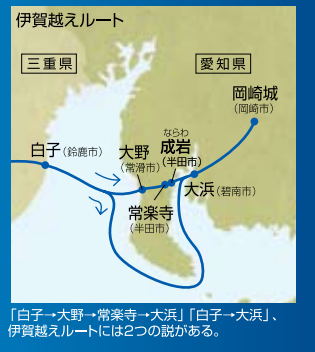 伊賀越えルート
三重県
愛知県
岡崎城
(岡崎市)
白子(鈴鹿市)
大野
(常滑市)
ならわ
成岩
(半田市)
大浜(碧南市)
常楽寺
(半田市)
「白子→大野→常楽寺→大浜」「白子→大浜」、
伊賀越えルートには2つの説がある。